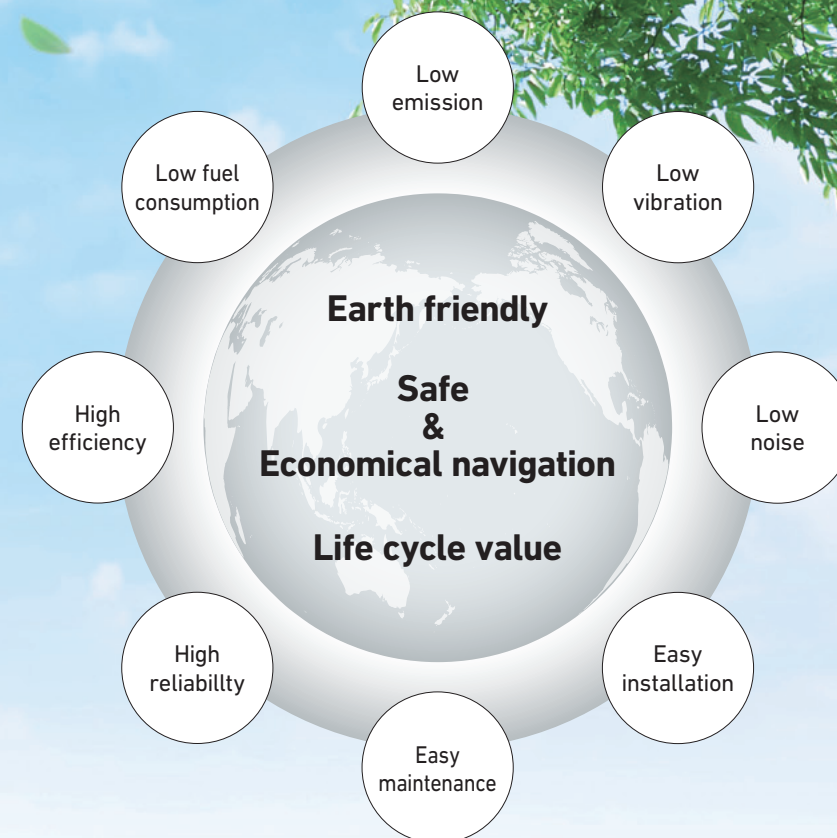 Low
emission
Low fuel
consumption
Low
vibration
Earth friendly
Safe
&
Economical navigation
Life cycle value
High
efficiency
Low
noise
High
reliabillty
Easy
installation
Easy
maintenance